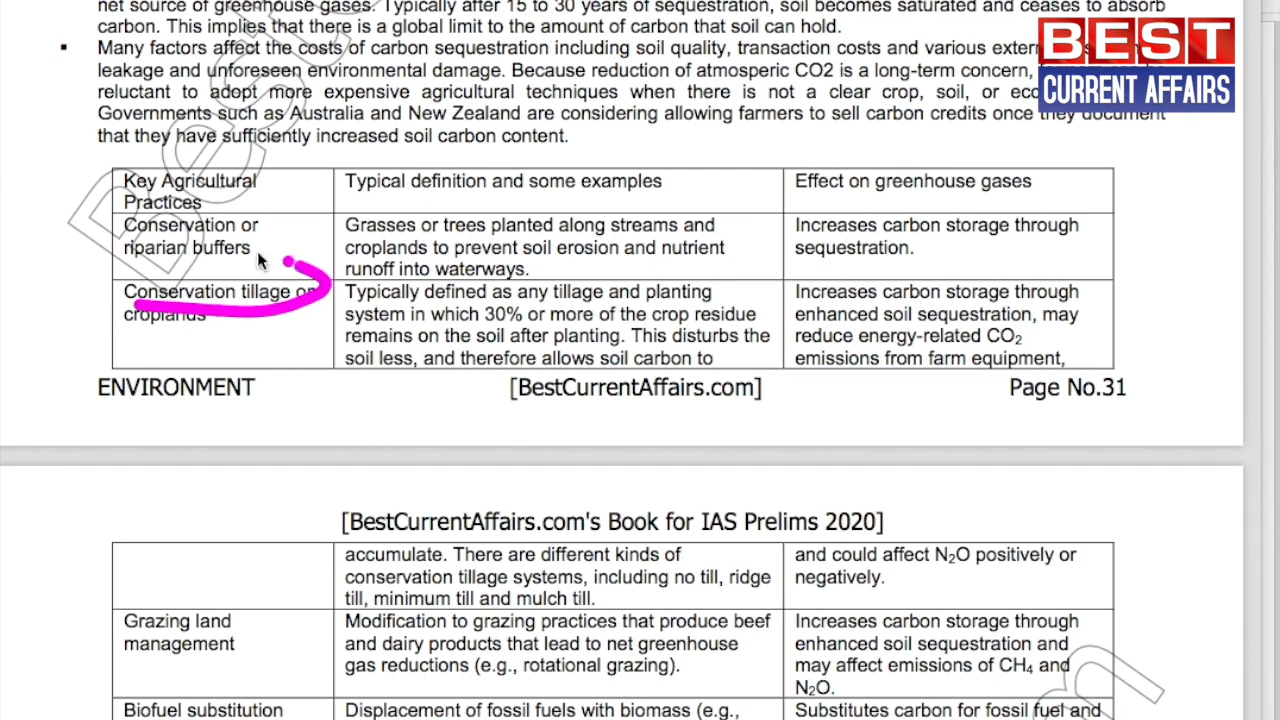 net source of greenhouse gases. Typically after 15 to 30 years of sequestration, soil becomes saturated and ceases to absorb
carbon. This implies that there is a global limit to the amount of carbon that soil can hold.
▪ Many factors affect the costs of carbon sequestration including soil quality, transaction costs and various
leakage and unforeseen environmental damage. Because reduction of atmosperic CO2 is a long-term concern,
reluctant to adopt more expensive agricultural techniques when there is not a clear crop, soil, or
Governments such as Australia and New Zealand are considering allowing farmers to sell carbon credits once they document
that they have sufficiently increased soil carbon content.
BEST
CURRENT AFFAIRS
Key Agricultural
Practices
Typical definition and some examples
Effect on greenhouse gases
Conservation or
riparian buffers
Grasses or trees planted along streams and
croplands to prevent soil erosion and nutrient
runoff into waterways.
Increases carbon storage through
sequestration.
Conservation tillage on
croplands
Typically defined as any tillage and planting
system in which 30% or more of the crop residue
remains on the soil after planting. This disturbs the
soil less, and therefore allows soil carbon to
Increases carbon storage through
enhanced soil sequestration, may
reduce energy-related CO2
emissions from farm equipment,
ENVIRONMENT [BestCurrentAffairs.com] Page No.31
[BestCurrentAffairs.com's Book for IAS Prelims 2020]
accumulate. There are different kinds of
conservation tillage systems, including no till, ridge
till, minimum till and mulch till.
and could affect N2O positively or
negatively.
Grazing land
management
Modification to grazing practices that produce beef
and dairy products that lead to net greenhouse
gas reductions (e.g., rotational grazing).
Increases carbon storage through
enhanced soil sequestration and
may affect emissions of CH4 and
N2O.
Biofuel substitution
Displacement of fossil fuels with biomass (e.g.,
Substitutes carbon for fossil fuel and